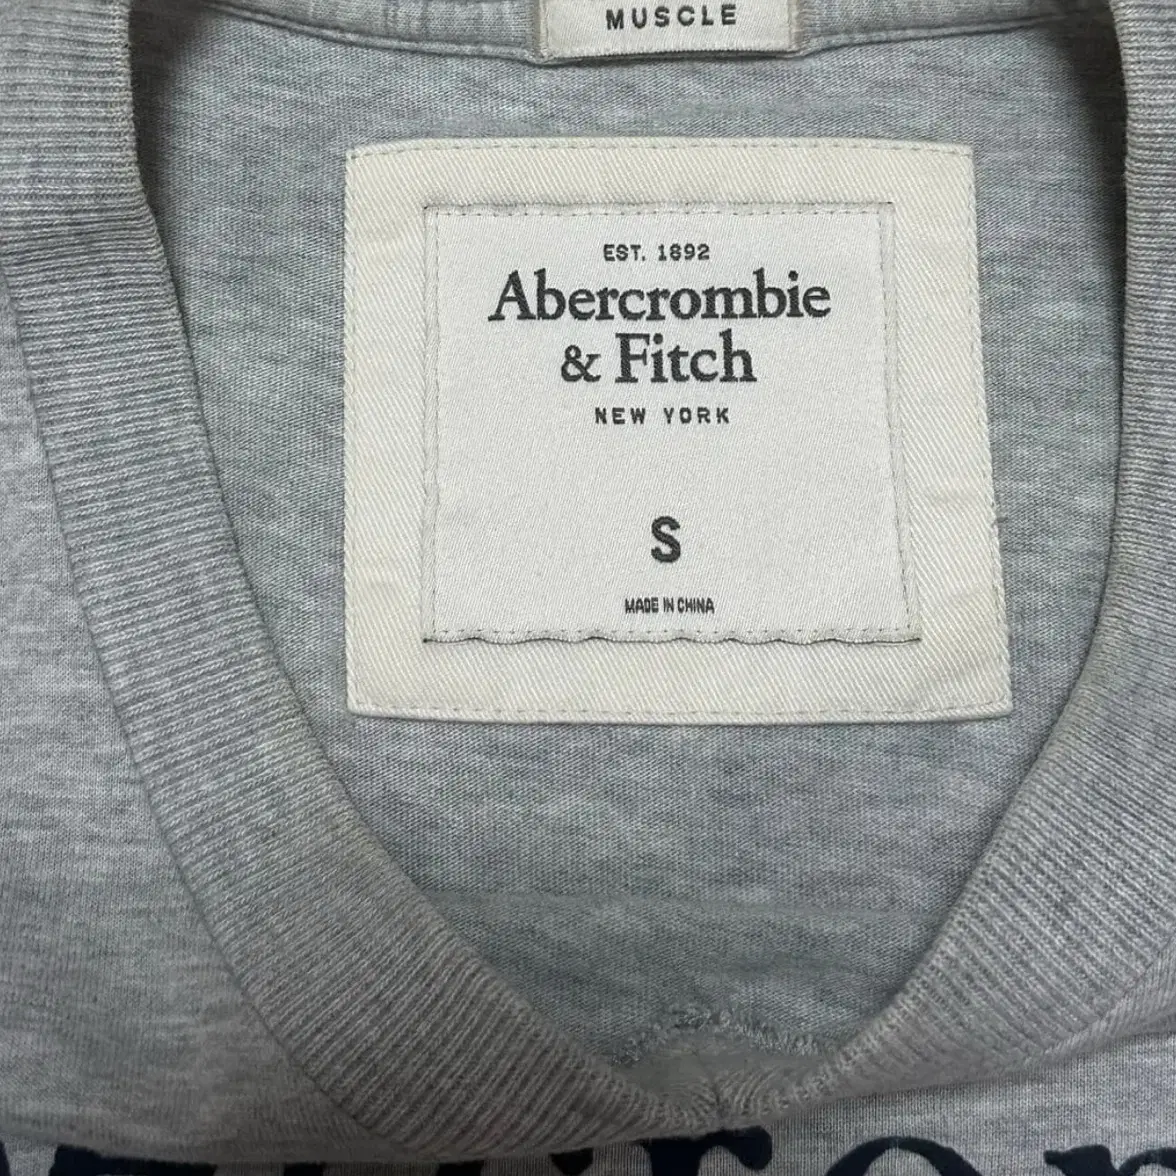 MUSCLE
EST. 1892
Abercrombie
& Fitch
NEW YORK
S
MADE IN CHINA